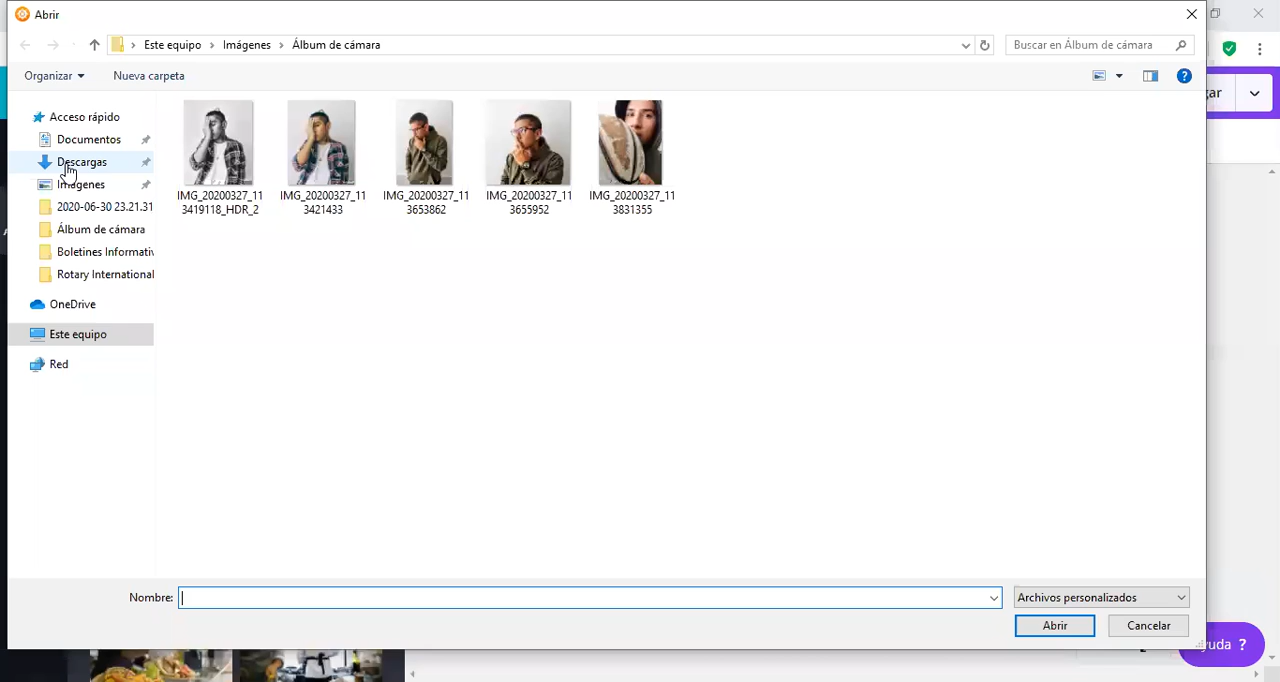 Abrir
Este equipo > Imágenes > Álbum de cámara
Buscar en Álbum de cámara
Organizar
Nueva carpeta
gar
Acceso rápido
Documentos
Descargas
Imágenes
2020-06-30 23.21.31
Álbum de cámara
Boletines Informativ
Rotary International
OneDrive
Este equipo
Red
IMG_20200327_11
3419118_HDR_2
IMG_20200327_11
3421433
IMG_20200327_11
3653862
IMG_20200327_11
3655952
IMG_20200327_11
3831355
Nombre:
Archivos personalizados
Abrir
Cancelar
yuda ?